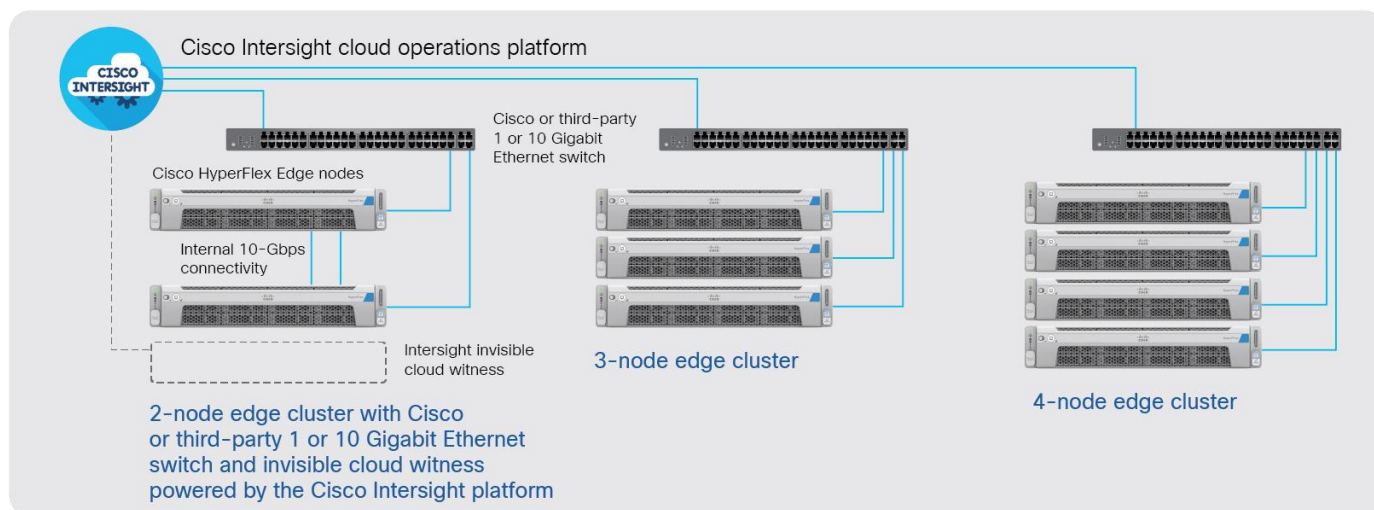 Cisco Intersight cloud operations platform
CISCO
INTERSIGHT
Cisco or third-party
1 or 10 Gigabit
Ethernet switch
Cisco HyperFlex Edge nodes
Internal 10-Gbps
connectivity
Intersight invisible
cloud witness
2-node edge cluster with Cisco
or third-party 1 or 10 Gigabit Ethernet
switch and invisible cloud witness
powered by the Cisco Intersight platform
3-node edge cluster
4-node edge cluster